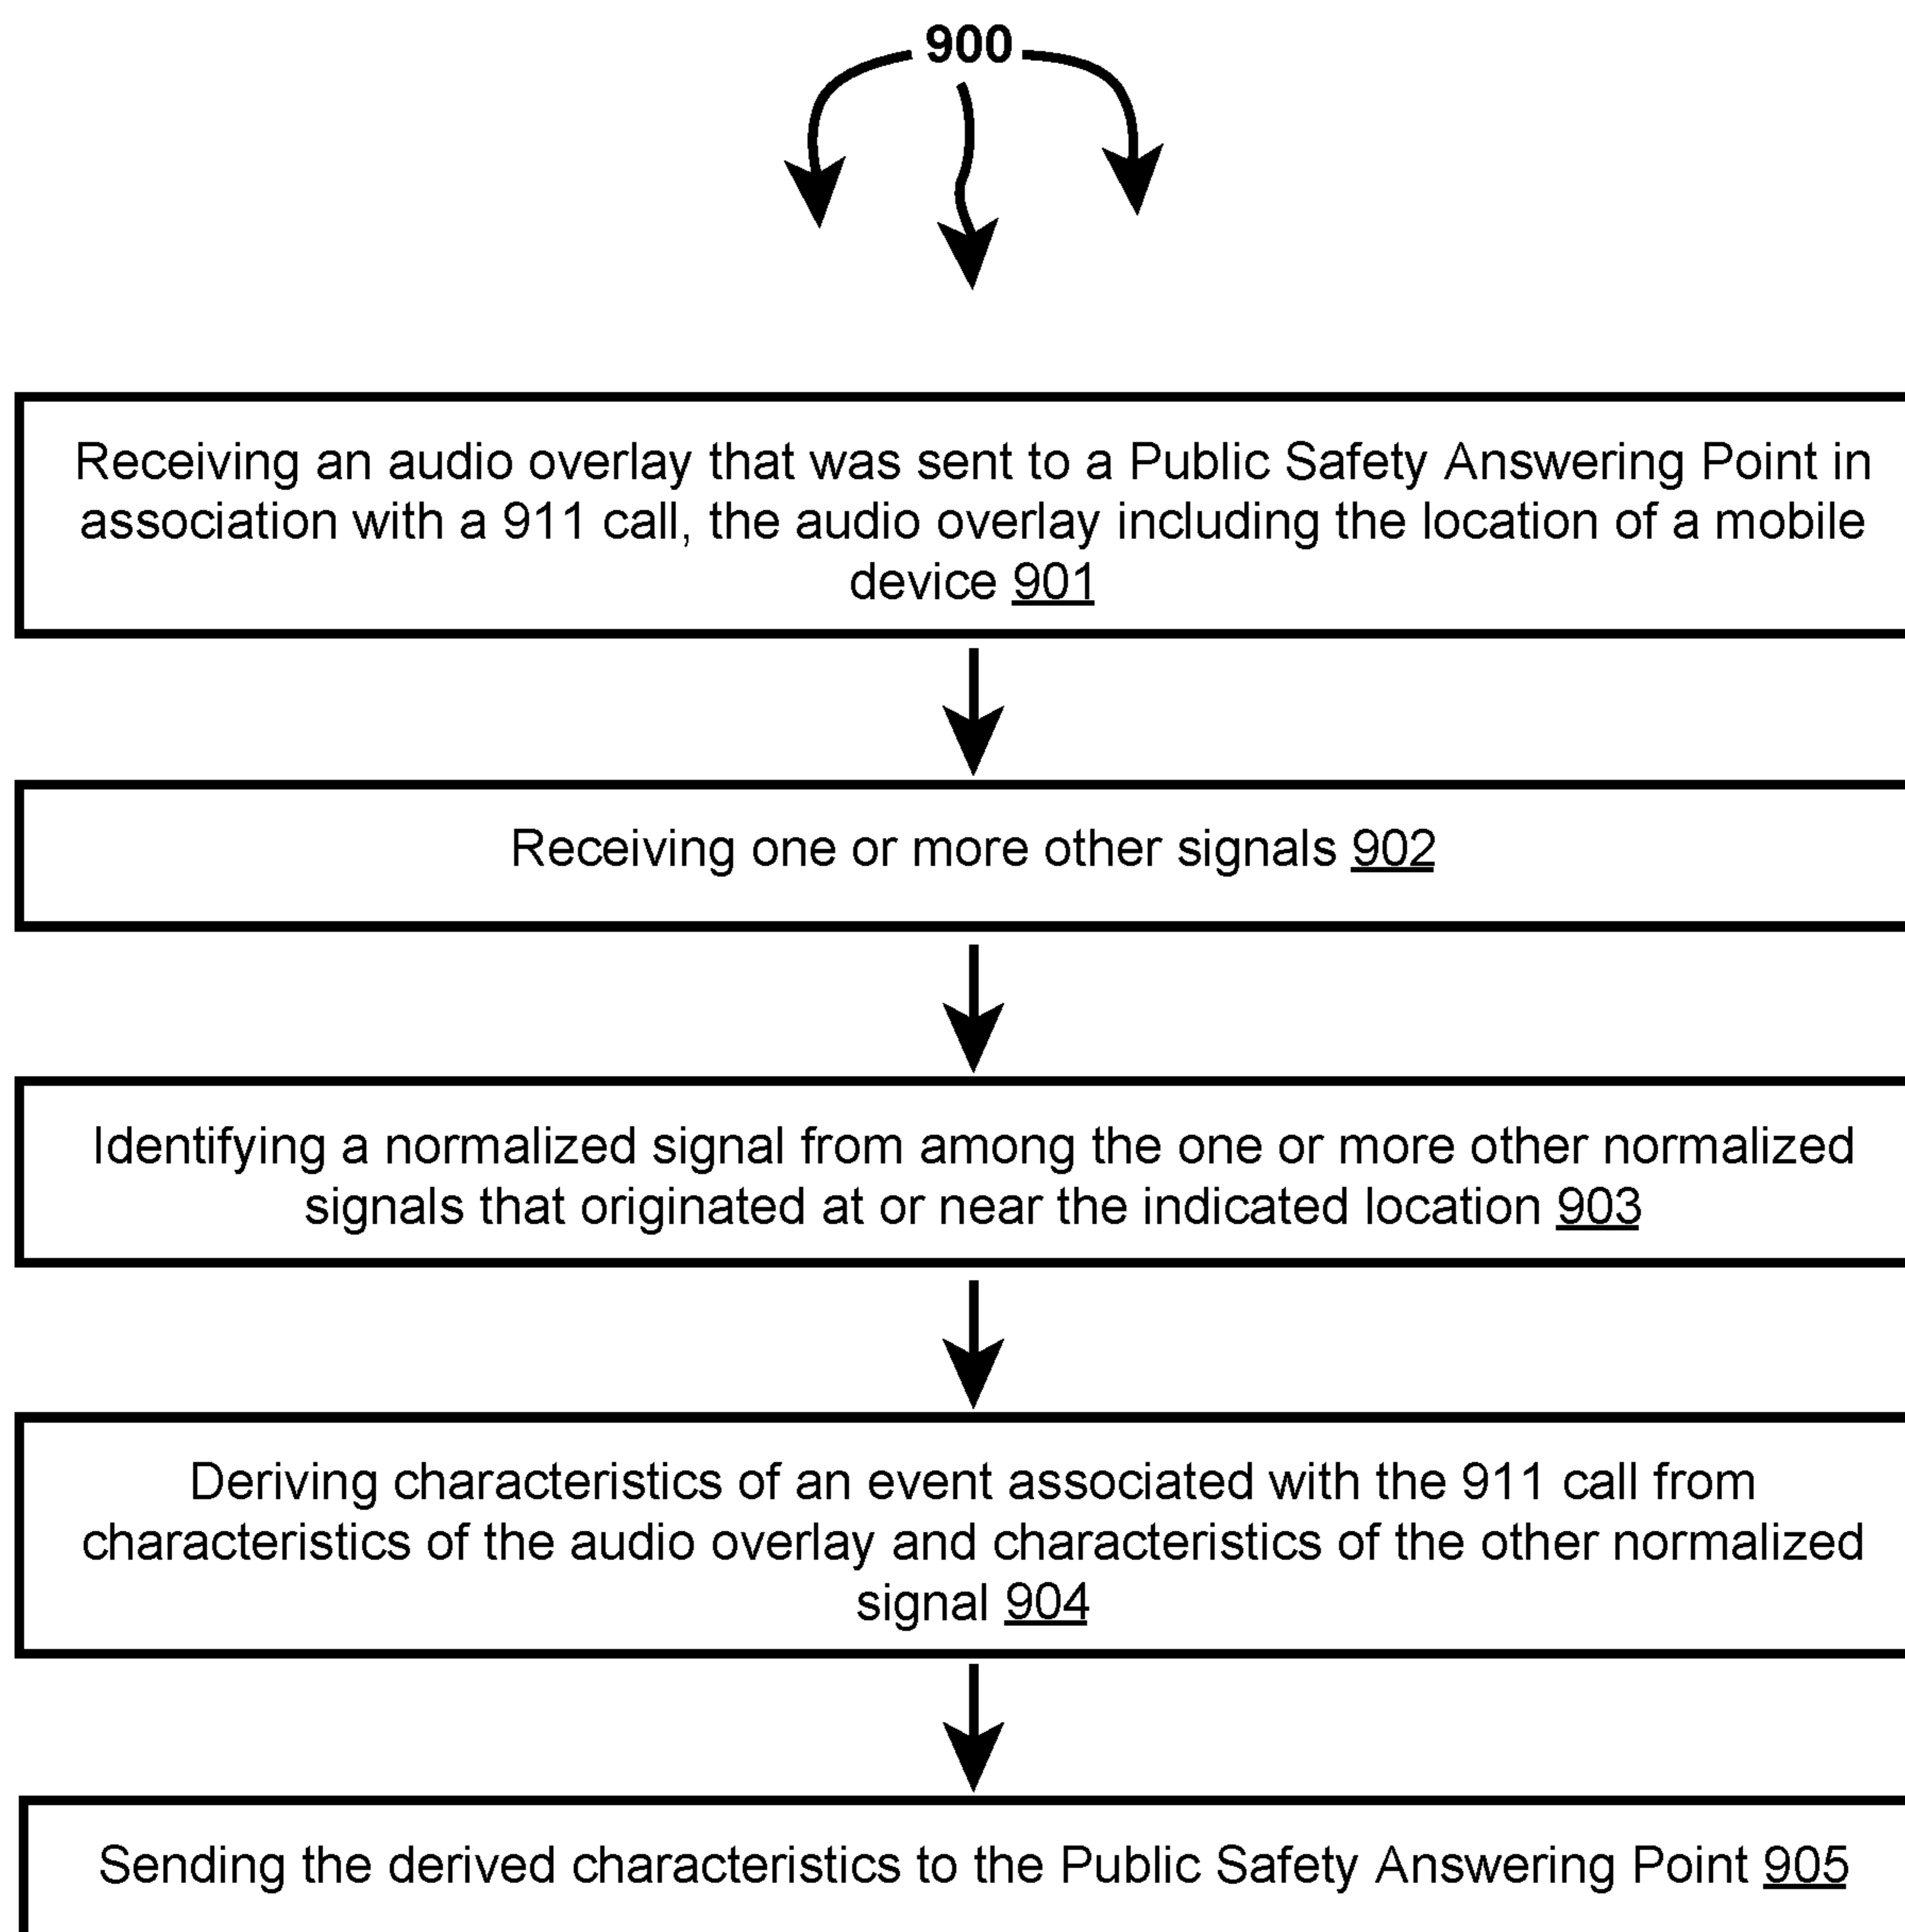 900
Receiving an audio overlay that was sent to a Public Safety Answering Point in
association with a 911 call, the audio overlay including the location of a mobile
device 901
Receiving one or more other signals 902
Identifying a normalized signal from among the one or more other normalized
signals that originated at or near the indicated location 903
Deriving characteristics of an event associated with the 911 call from
characteristics of the audio overlay and characteristics of the other normalized
signal 904
Sending the derived characteristics to the Public Safety Answering Point 905